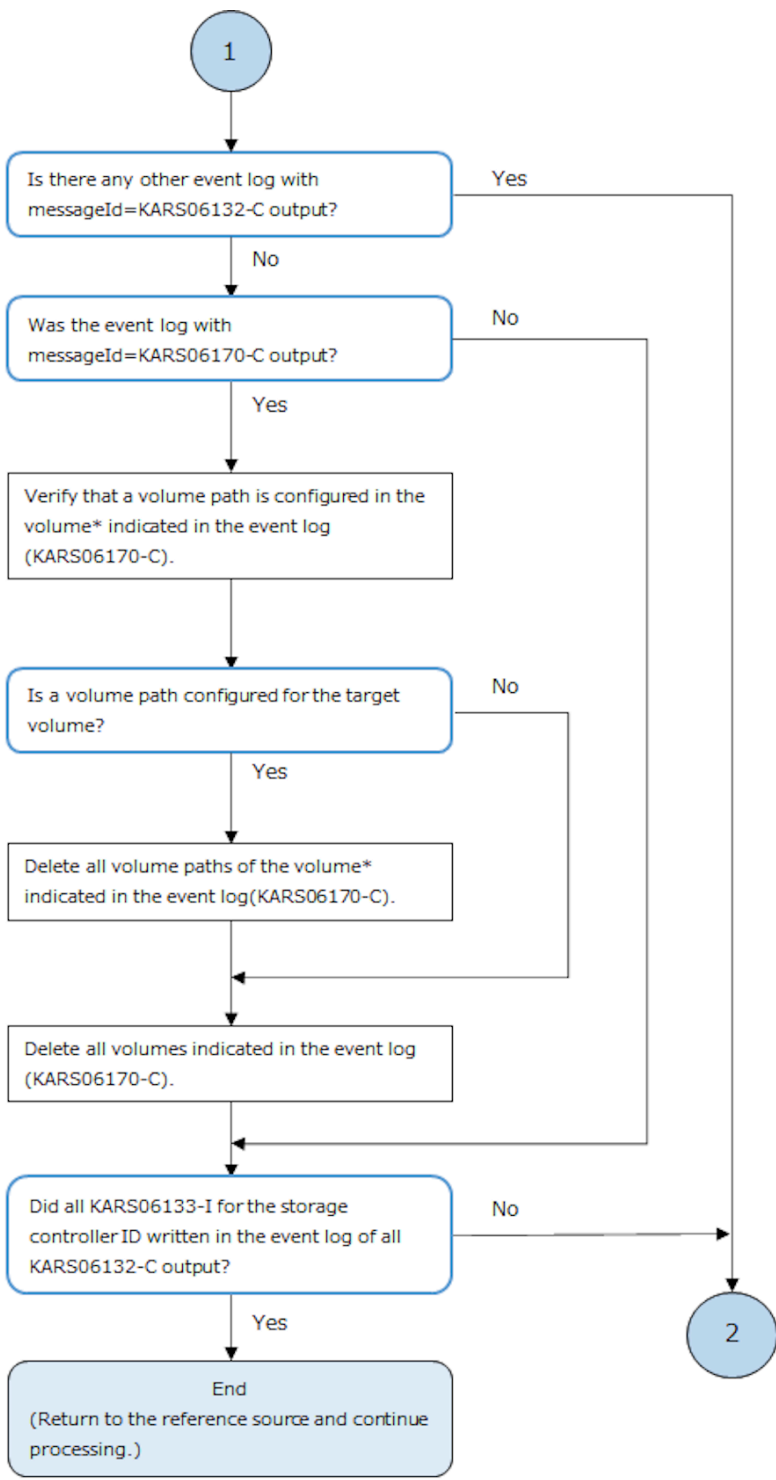 1
Is there any other event log with
messageId=KARS06132-C output?
Yes
No
Was the event log with
messageId=KARS06170-C output?
No
Yes
Verify that a volume path is configured in the
volume* indicated in the event log
(KARS06170-C).
Is a volume path configured for the target
volume?
No
Yes
Delete all volume paths of the volume*
indicated in the event log(KARS06170-C).
Delete all volumes indicated in the event log
(KARS06170-C).
Did all KARS06133-I for the storage
controller ID written in the event log of all
KARS06132-C output?
No
Yes
2
End
(Return to the reference source and continue
processing.)